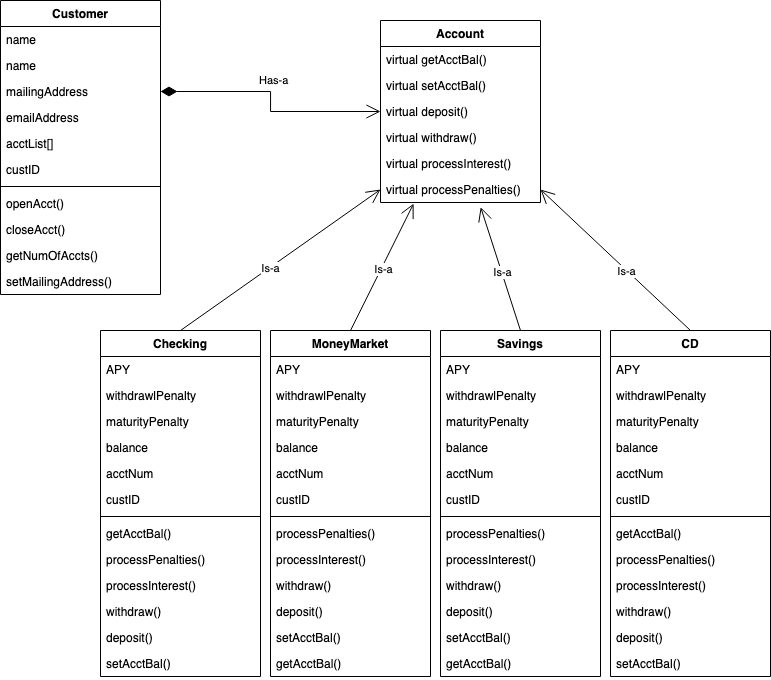 Customer
name
name
mailingAddress
emailAddress
acctList[]
custID
openAcct()
closeAcct()
getNumOfAccts()
setMailingAddress()
Has-a
Account
virtual getAcctBal()
virtual setAcctBal()
virtual deposit()
virtual withdraw()
virtual processInterest()
virtual processPenalties()
Is-a
Is-a
Is-a
Is-a
Checking
APY
withdrawlPenalty
maturityPenalty
balance
acctNum
custID
getAcctBal()
processPenalties()
processInterest()
withdraw()
deposit()
setAcctBal()
MoneyMarket
APY
withdrawlPenalty
maturityPenalty
balance
acctNum
custID
processPenalties()
processInterest()
withdraw()
deposit()
setAcctBal()
getAcctBal()
Savings
APY
withdrawlPenalty
maturityPenalty
balance
acctNum
custID
processPenalties()
processInterest()
withdraw()
deposit()
setAcctBal()
getAcctBal()
CD
APY
withdrawlPenalty
maturityPenalty
balance
acctNum
custID
getAcctBal()
processPenalties()
processInterest()
withdraw()
deposit()
setAcctBal()